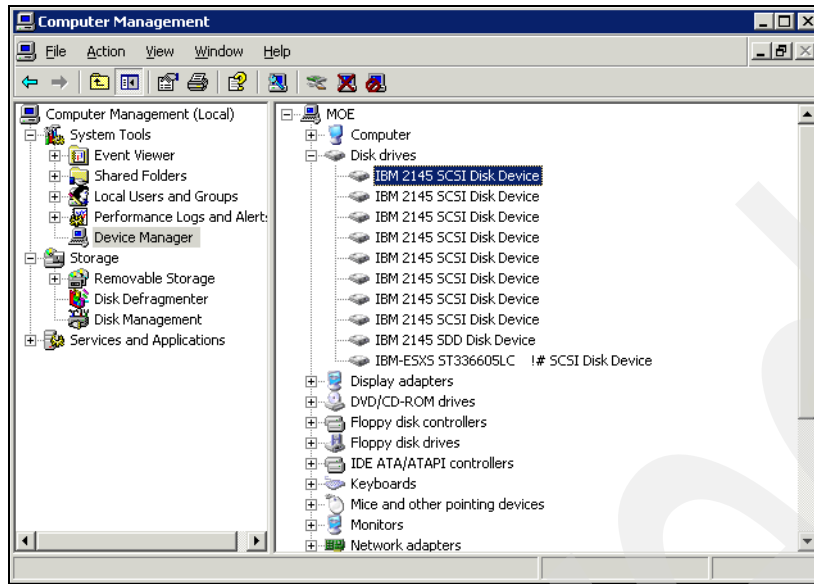 Computer Management
File Action View Window Help
Computer Management (Local)
System Tools
Event Viewer
Shared Folders
Local Users and Groups
Performance Logs and Alert:
Device Manager
Storage
Removable Storage
Disk Defragmenter
Disk Management
Services and Applications
MOE
Computer
Disk drives
IBM 2145 SCSI Disk Device
IBM 2145 SCSI Disk Device
IBM 2145 SCSI Disk Device
IBM 2145 SCSI Disk Device
IBM 2145 SCSI Disk Device
IBM 2145 SCSI Disk Device
IBM 2145 SCSI Disk Device
IBM 2145 SCSI Disk Device
IBM 2145 SDD Disk Device
IBM-ESXS ST336605LC !# SCSI Disk Device
Display adapters
DVD/CD-ROM drives
Floppy disk controllers
Floppy disk drives
IDE ATA/ATAPI controllers
Keyboards
Mice and other pointing devices
Monitors
Network adapters